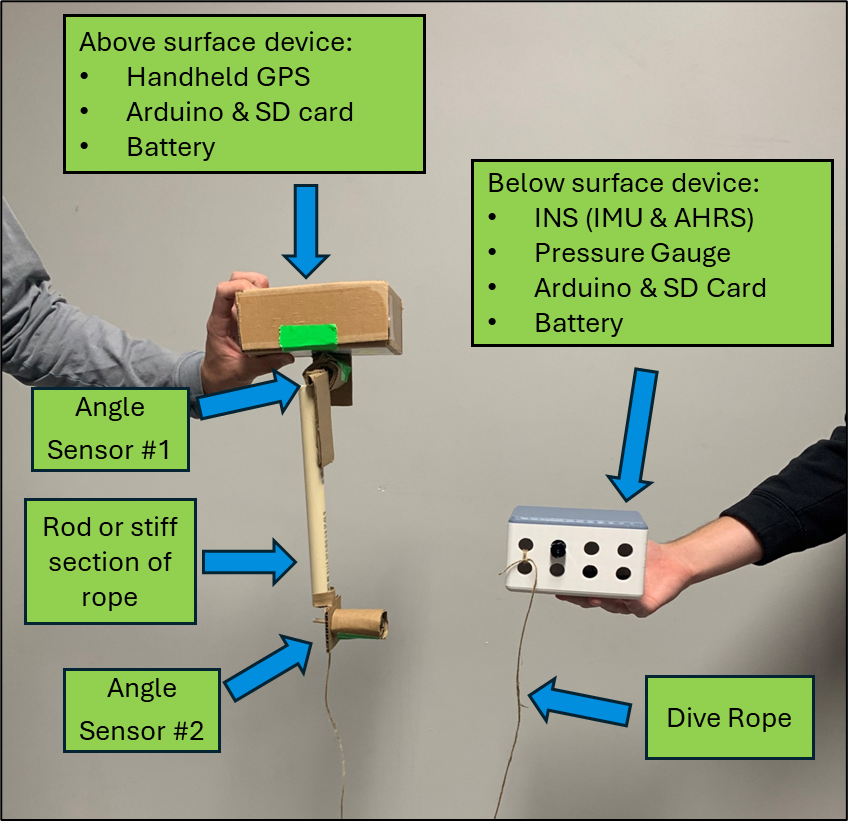 Above surface device:
• Handheld GPS
• Arduino & SD card
• Battery
Below surface device:
• INS (IMU & AHRS)
• Pressure Gauge
• Arduino & SD Card
• Battery
Angle
Sensor #1
Rod or stiff
section of
rope
Angle
Sensor #2
Dive Rope